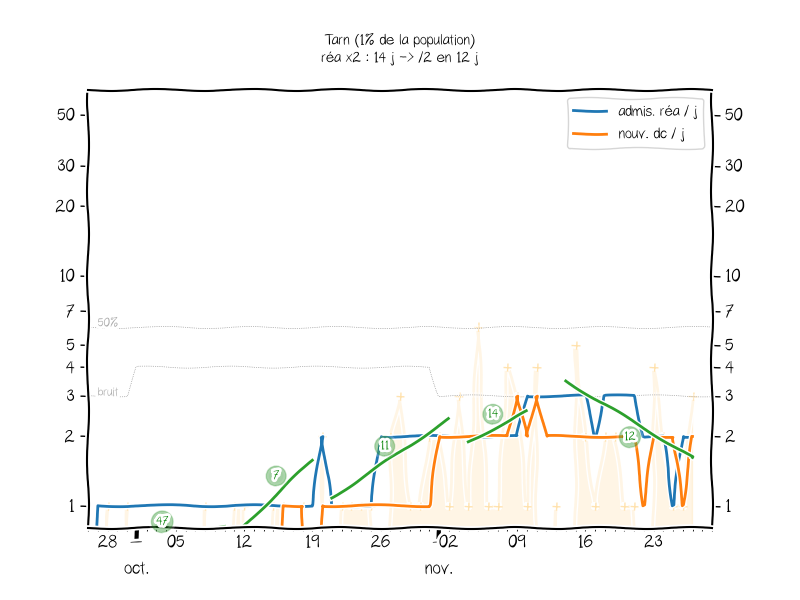 Tarn (1% de la population)
réa x2 : 14 j -> /2 en 12 j
admis. réa / j
nouv. dc / j
50 50
30 30
20 20
10 10
7 7
50%
5 5
4 4
bruit
3 3
14
2 2
11 12
7
1 1
47
28 05 12 19 26 02 09 16 23
oct. nov.